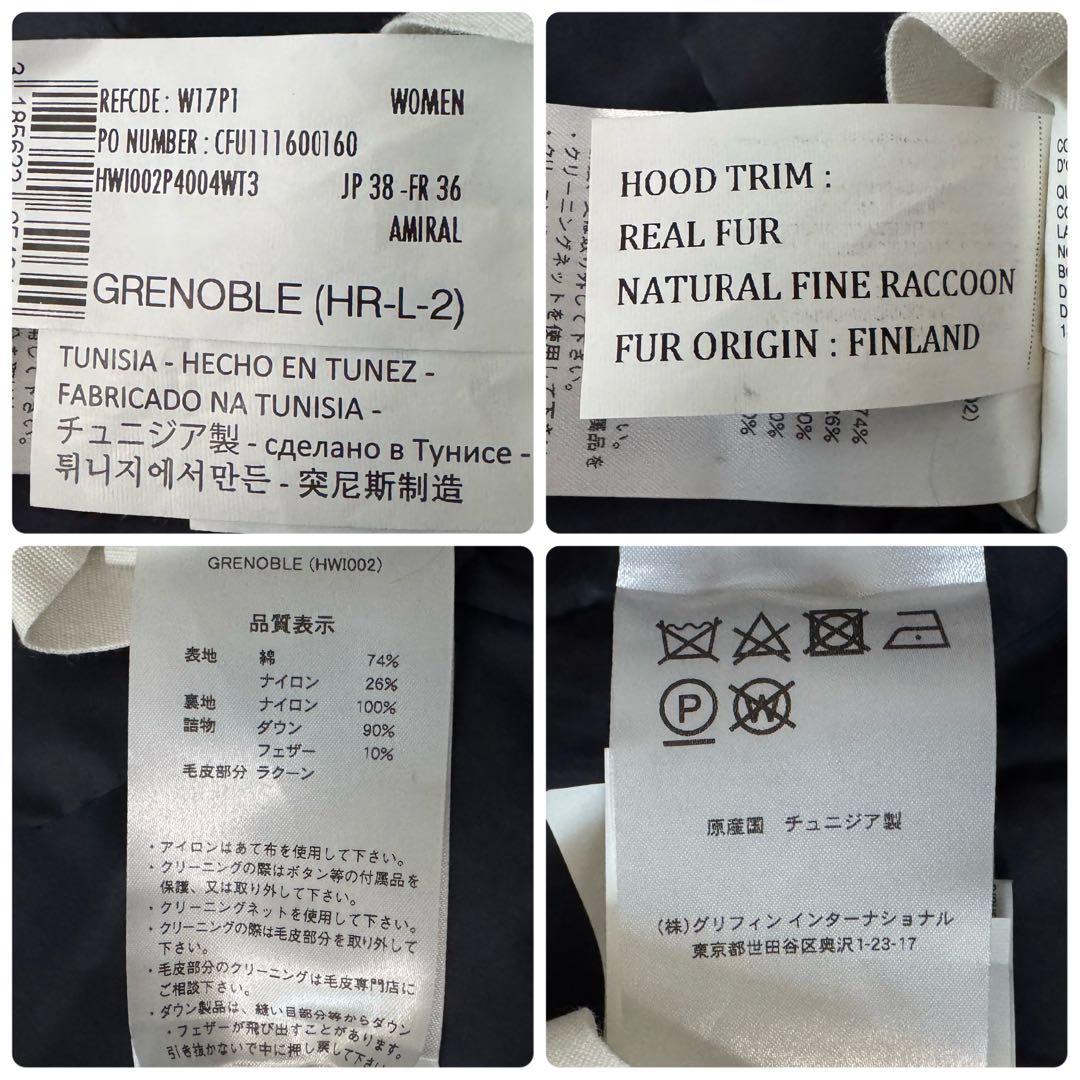 REFCDE : W17P1 WOMEN
PO NUMBER : CFU111600160
HWI002P4004WT3 JP 38 -FR 36
AMIRAL
GRENOBLE (HR-L-2)
TUNISIA - HECHO EN TUNEZ -
FABRICADO NA TUNISIA -
チュニジア製 - сделано в Тунисе -
튀니지에서만든 - 突尼斯制造
HOOD TRIM :
REAL FUR
NATURAL FINE RACCOON
FUR ORIGIN : FINLAND
74%
26%
GRENOBLE (HWI002)
品質表示
表地 綿 74%
ナイロン 26%
裏地 ナイロン 100%
詰物 ダウン 90%
フェザー 10%
毛皮部分 ラクーン
・アイロンはあて布を使用して下さい。
・クリーニングの際はボタン等の付属品を
保護、又は取り外して下さい。
・クリーニングネットを使用して下さい。
・クリーニングの際は毛皮部分を取り外して
下さい。
・毛皮部分のクリーニングは毛皮専門店に
ご相談下さい。
・ダウン製品は、縫い目部分等からダウン
・フェザーが飛び出すことがあります。
引き抜かないで中に押し戻して下さい
P
W
原産国 チュニジア製
(株)グリフィン インターナショナル
東京都世田谷区奥沢1-23-17